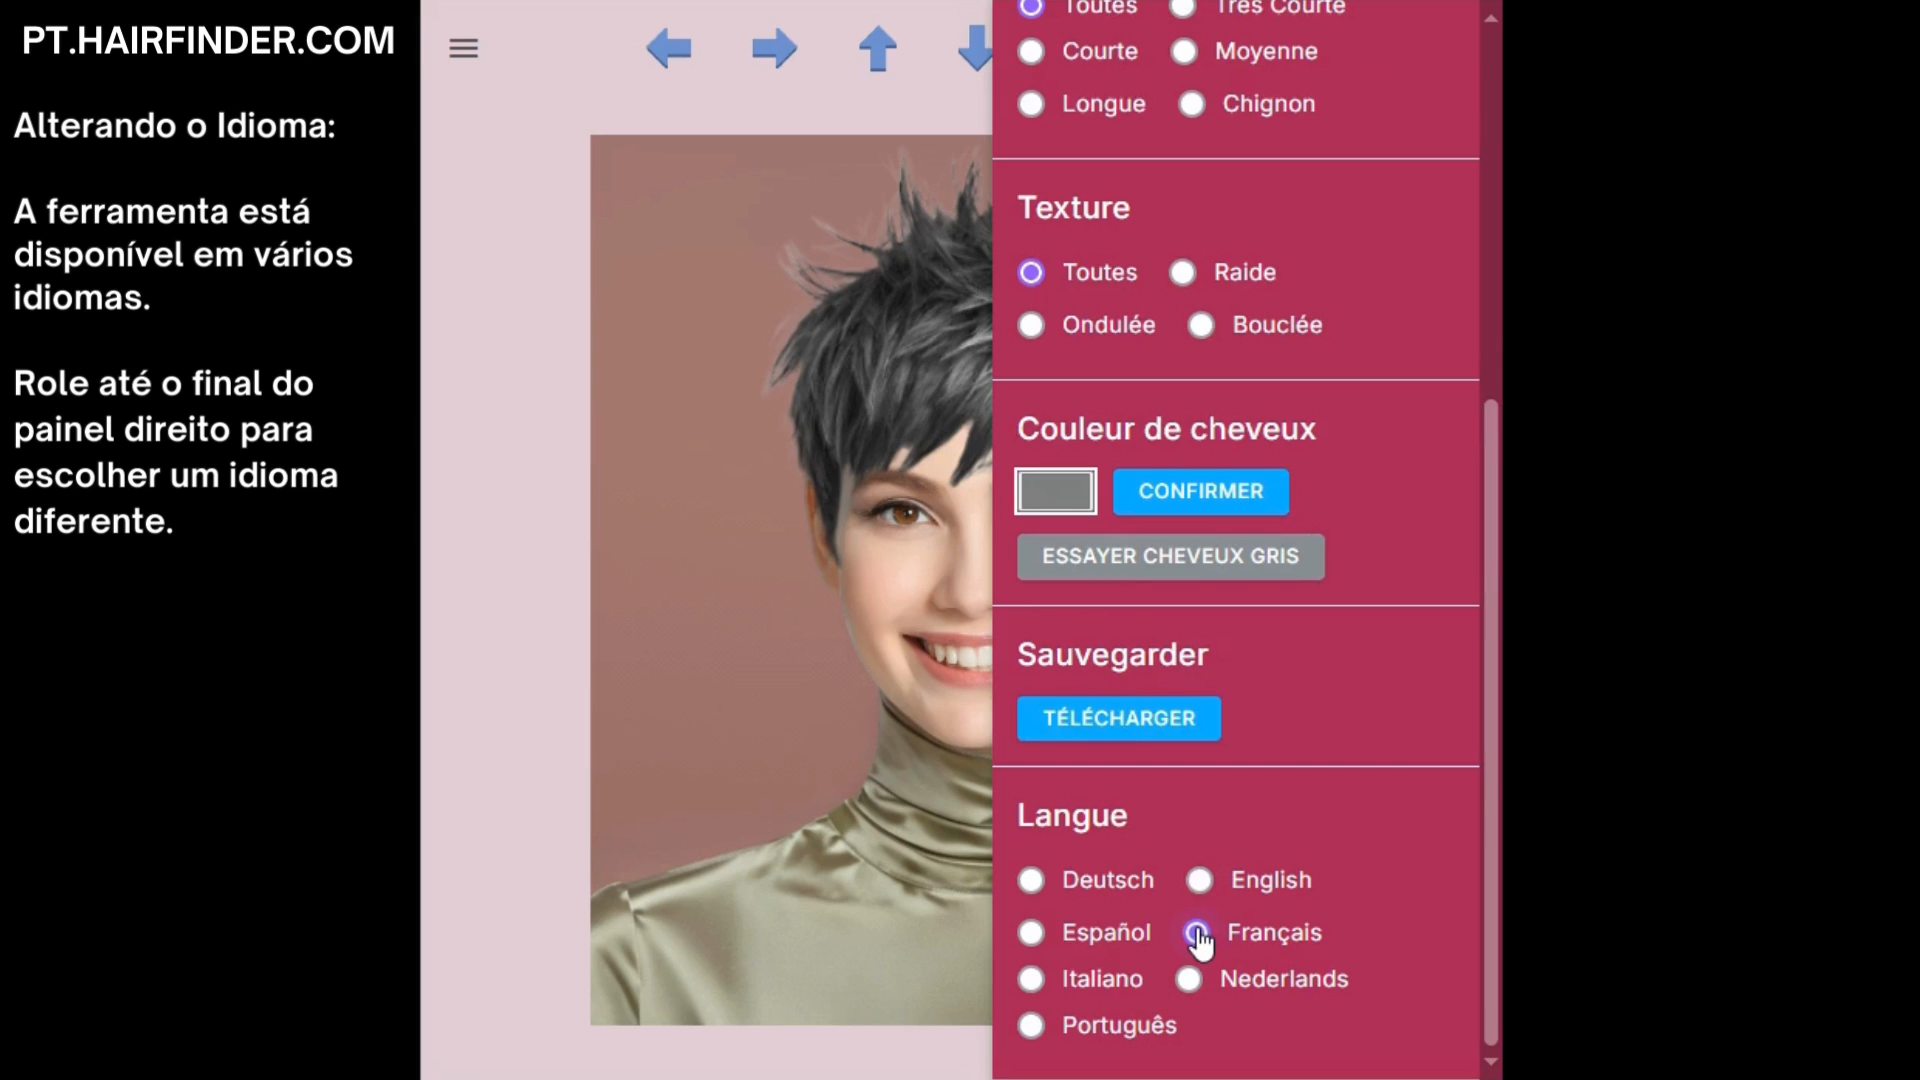 PT.HAIRFINDER.COM
Alterando o Idioma:
A ferramenta está
disponível em vários
idiomas.
Role até o final do
painel direito para
escolher um idioma
diferente.
Toutes Très Courte
Courte Moyenne
Longue Chignon
Texture
Toutes Raide
Ondulée Bouclée
Couleur de cheveux
CONFIRMER
ESSAYER CHEVEUX GRIS
Sauvegarder
TÉLÉCHARGER
Langue
Deutsch English
Español Français
Italiano Nederlands
Português